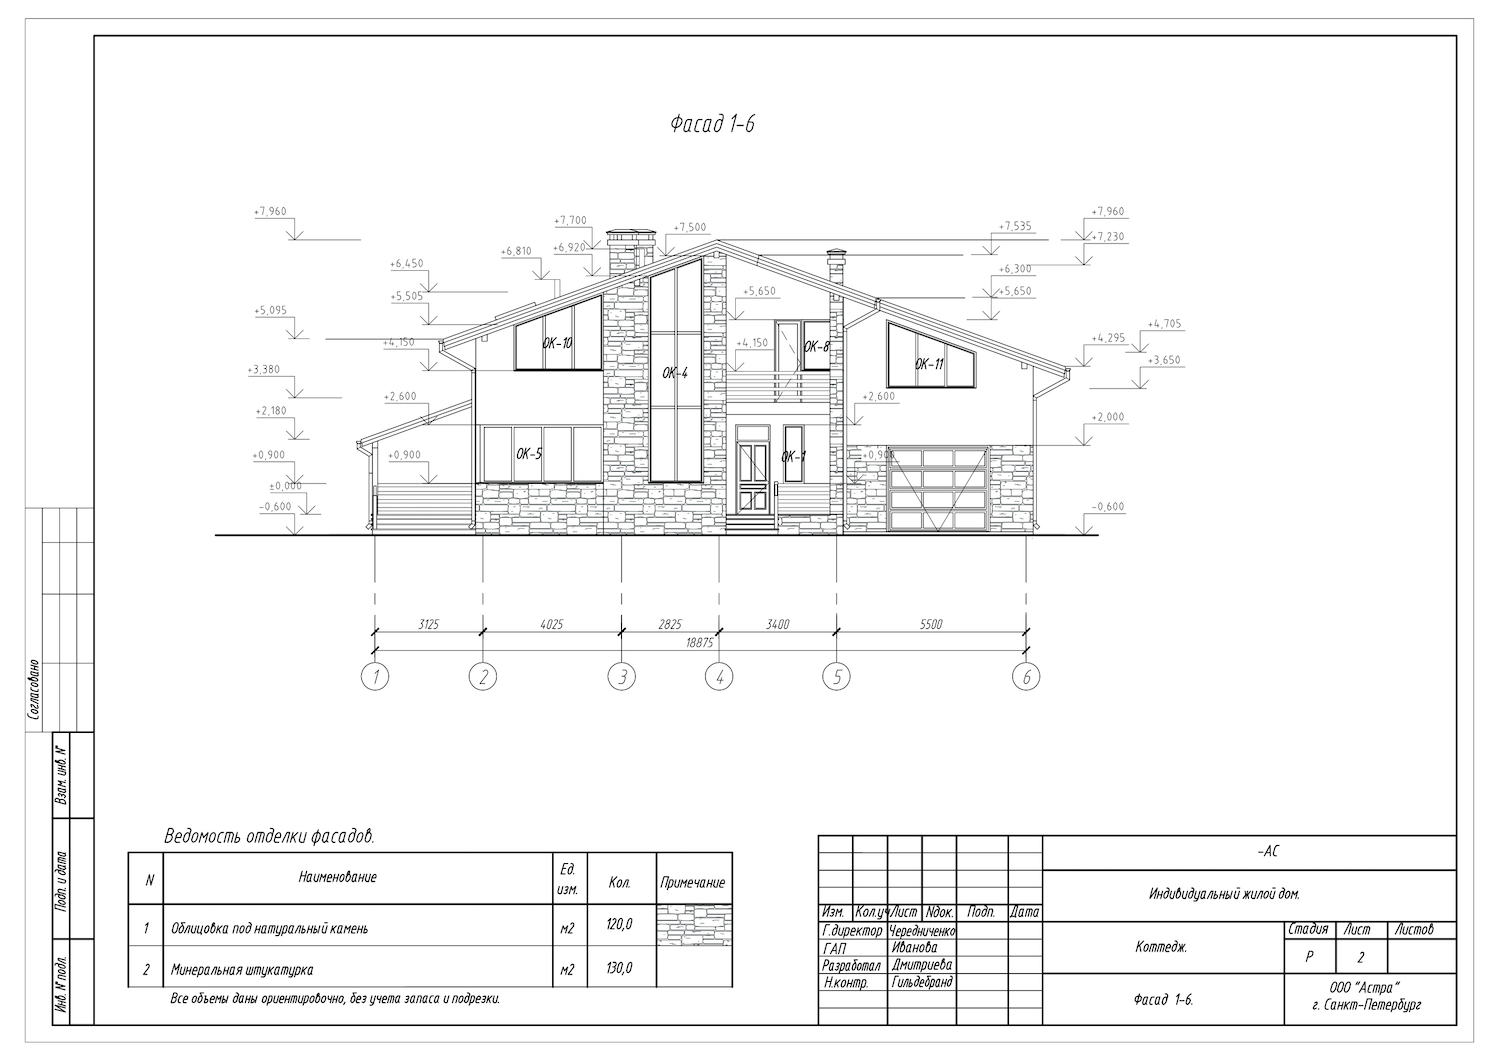 Фасад 1-6
+7,960
+7,700
+7,500
+7,535
+7,960
+7,230
+6,920
+6,810
+6,450
+6,300
+5,650
+5,650
+5,505
+5,095
+4,705
+4,295
+4,150
+4,150
+3,650
+3,380
+2,600
+2,600
+2,180
+2,000
+0,900
+0,900
+0,900
±0,000
-0,600
-0,600
ОК-10
ОК-4
ОК-8
ОК-11
ОК-5
ОК-1
3125
4025
2825
3400
5500
18875
1
2
3
4
5
6
Согласовано
Взам. инв. N°
Подп. и дата
Инв. N° подл.
Ведомость отделки фасадов.
N Наименование Ед. изм. Кол. Примечание
1 Облицовка под натуральный камень м2 120,0
2 Минеральная штукатурка м2 130,0
Все объемы даны ориентировочно, без учета запаса и подрезки.
-АС
Индивидуальный жилой дом.
Изм. Кол.уч Лист Nдок. Подп. Дата
Г.директор Чередниченко
ГАП Иванова
Разработал Дмитриева
Н.контр. Гильдебранд
Коттедж.
Стадия Лист Листов
Р 2
Фасад 1-6.
ООО "Астра"
г. Санкт-Петербург